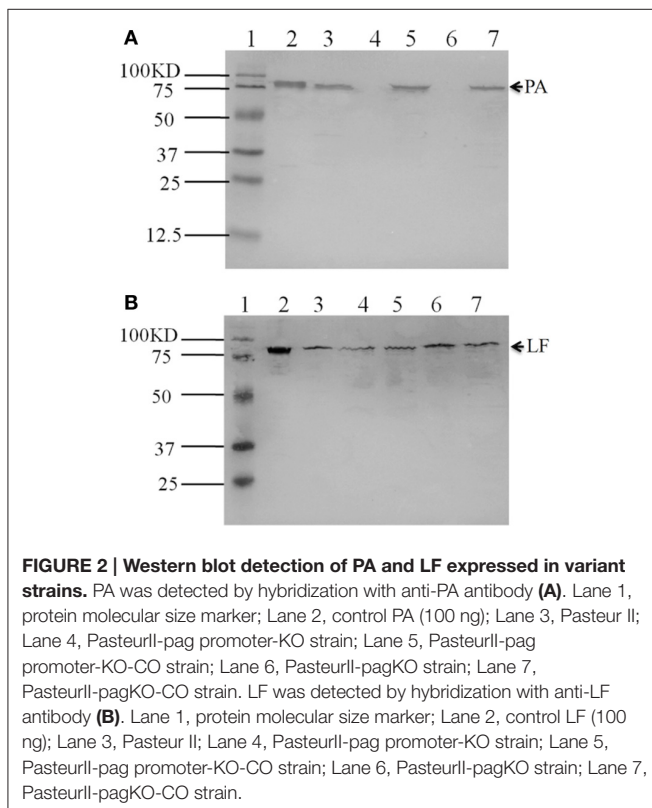 A
1 2 3 4 5 6 7
100KD
75
50
37
25
12.5
PA
B
1 2 3 4 5 6 7
100KD
75
50
37
25
LF
FIGURE 2 | Western blot detection of PA and LF expressed in variant
strains. PA was detected by hybridization with anti-PA antibody (A). Lane 1,
protein molecular size marker; Lane 2, control PA (100 ng); Lane 3, Pasteur II;
Lane 4, PasteurII-pag promoter-KO strain; Lane 5, PasteurII-pag
promoter-KO-CO strain; Lane 6, PasteurII-pagKO strain; Lane 7,
PasteurII-pagKO-CO strain. LF was detected by hybridization with anti-LF
antibody (B). Lane 1, protein molecular size marker; Lane 2, control LF (100
ng); Lane 3, Pasteur II; Lane 4, PasteurII-pag promoter-KO strain; Lane 5,
PasteurII-pag promoter-KO-CO strain; Lane 6, PasteurII-pagKO strain; Lane 7,
PasteurII-pagKO-CO strain.